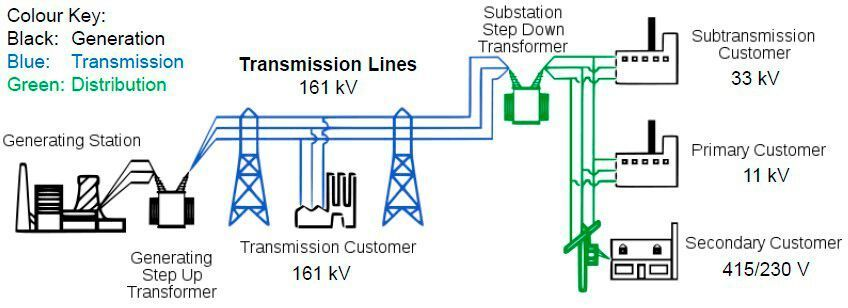 Colour Key:
Black: Generation
Blue: Transmission
Green: Distribution
Transmission Lines
161 kV
Substation
Step Down
Transformer
Subtransmission
Customer
33 kV
Generating Station
Primary Customer
11 kV
Generating
Step Up
Transformer
Transmission Customer
161 kV
Secondary Customer
415/230 V